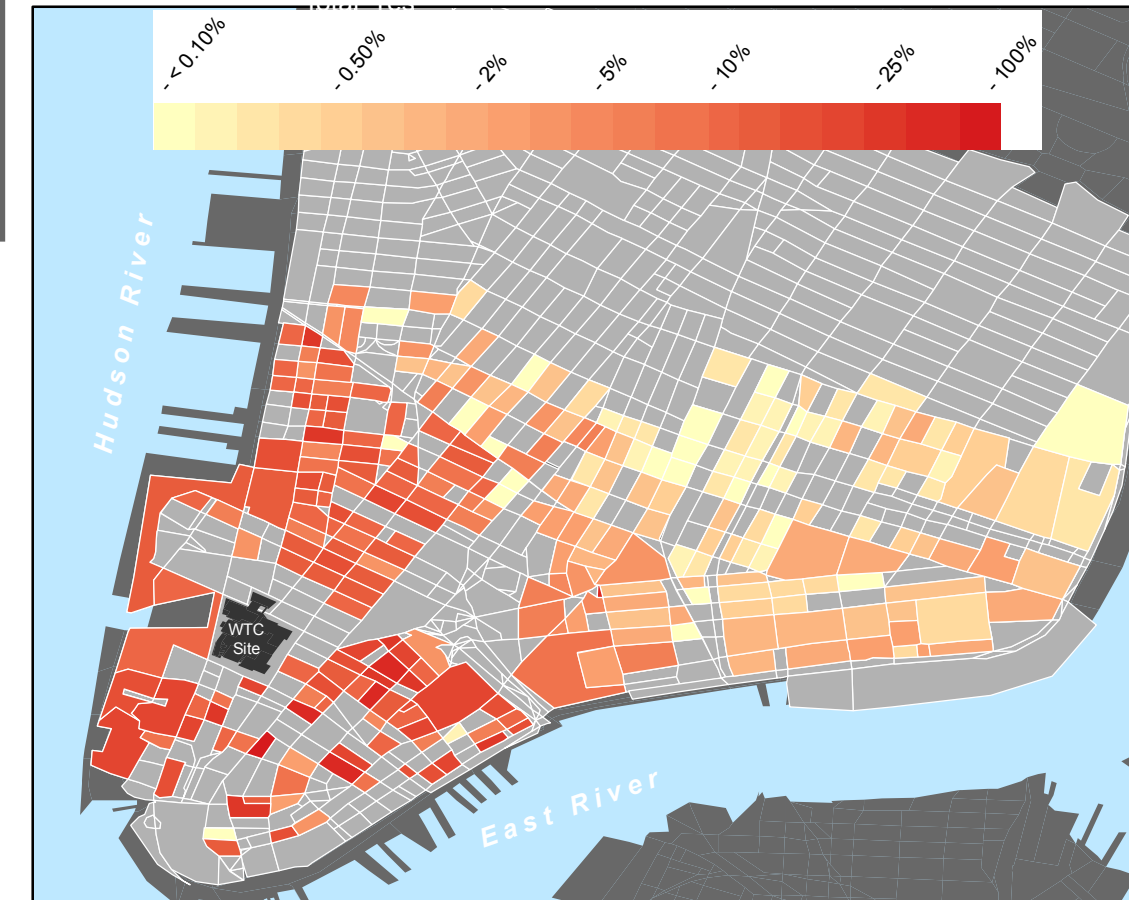 - < 0.10%
- 0.50%
- 2%
- 5%
- 10%
- 25%
- 100%
Hudson River
WTC
Site
East River